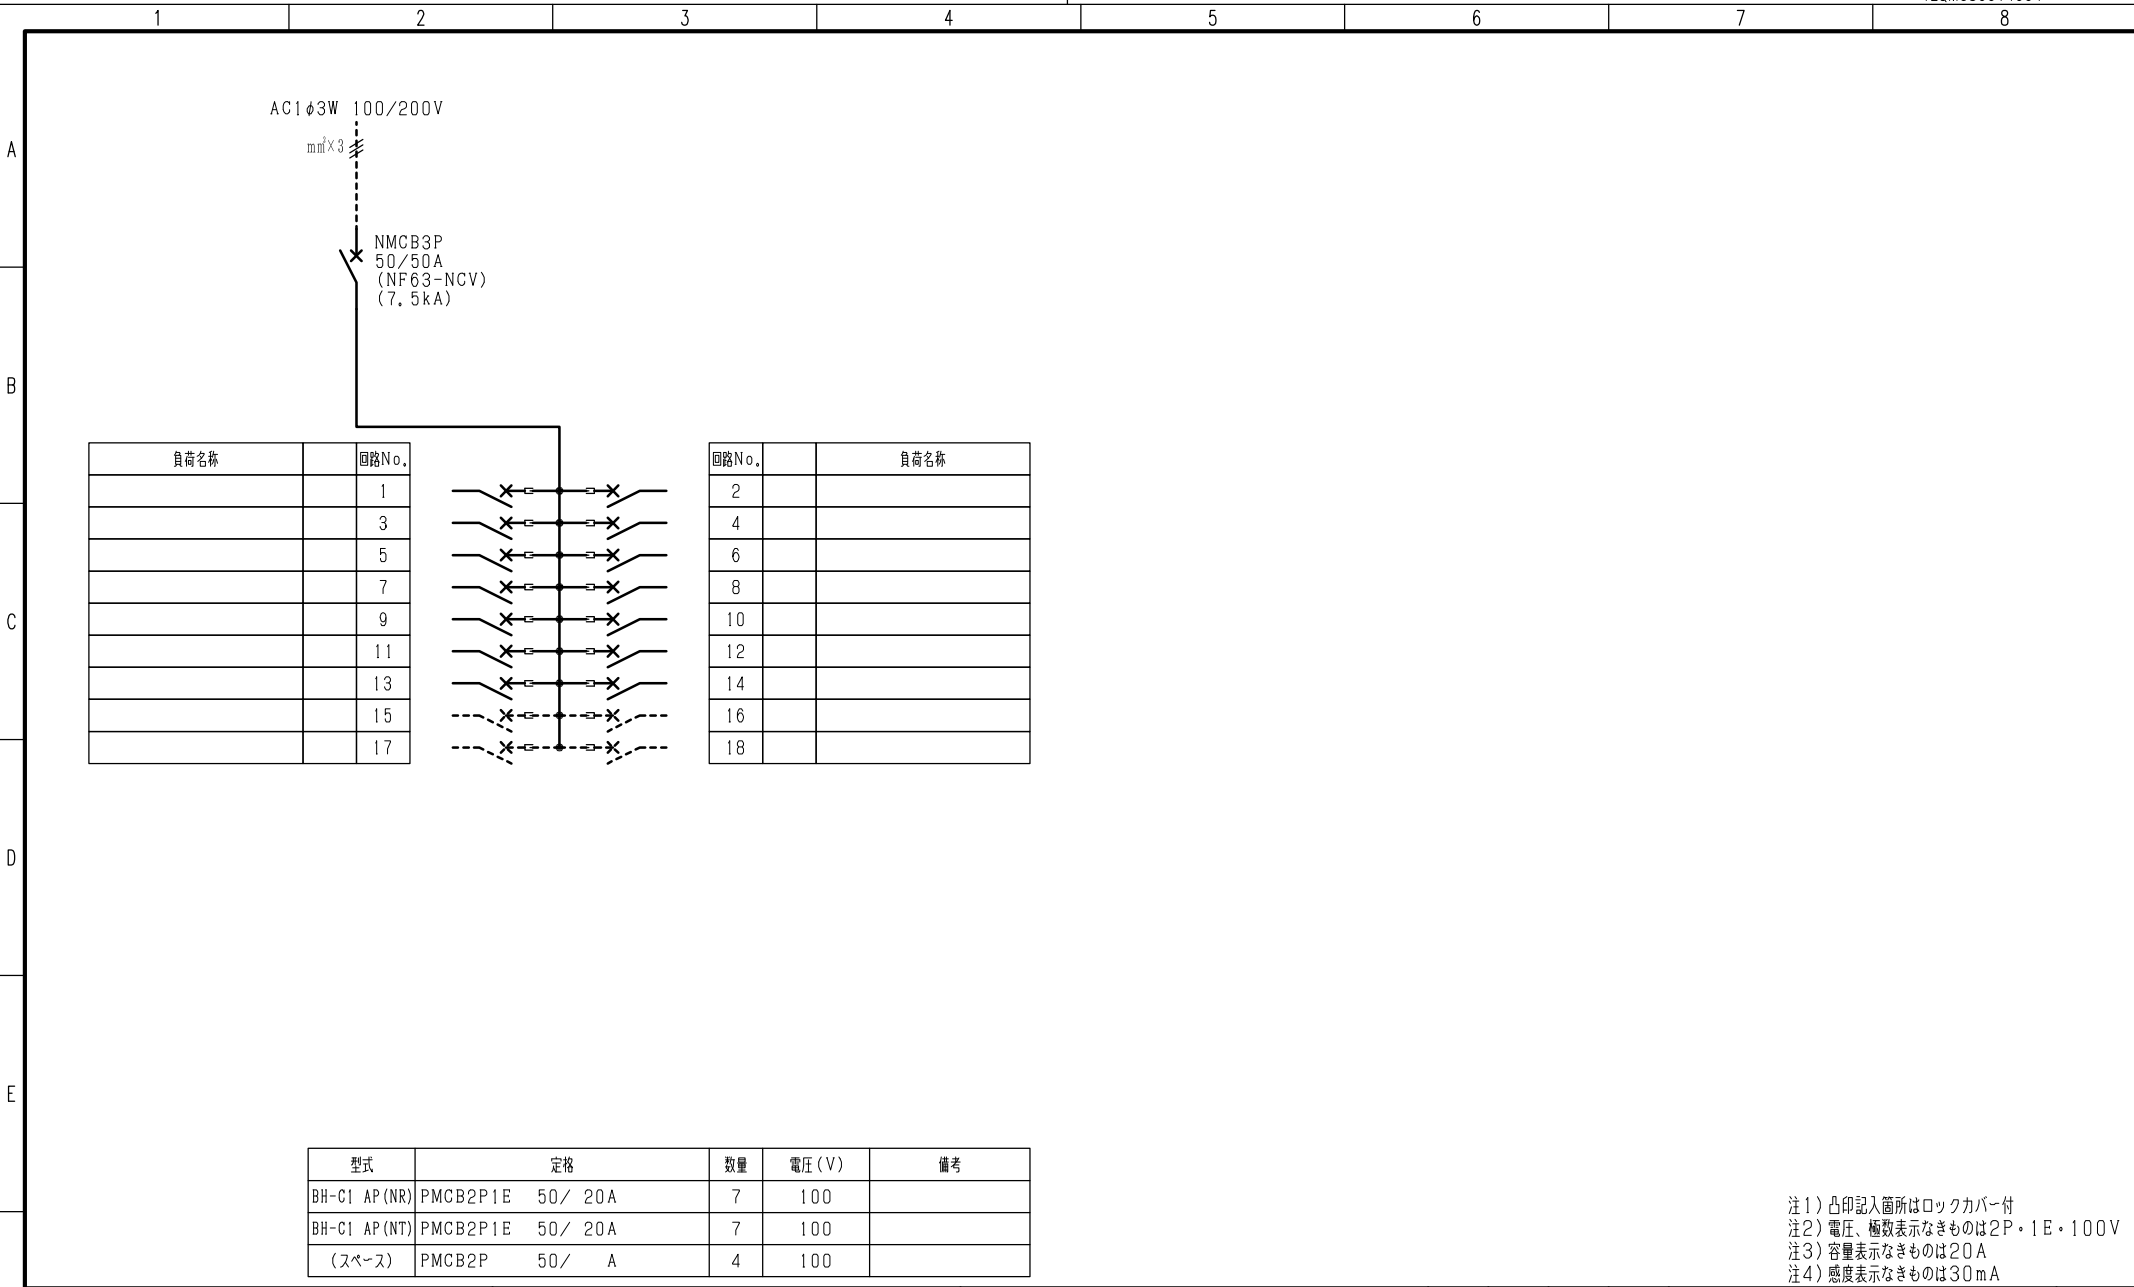 1 2 3 4 5 6 7 8
A
B
C
D
E
AC1φ3W 100/200V
mm²×3
NMCB3P
50/50A
(NF63-NCV)
(7.5kA)
負荷名称 回路No. 回路No. 負荷名称
1 2
3 4
5 6
7 8
9 10
11 12
13 14
15 16
17 18
型式 定格 数量 電圧(V) 備考
BH-C1 AP(NR) PMCB2P1E 50/ 20A 7 100
BH-C1 AP(NT) PMCB2P1E 50/ 20A 7 100
(スペース) PMCB2P 50/ A 4 100
注1)凸印記入箇所はロックカバー付
注2)電圧、極数表示なきものは2P・1E・100V
注3)容量表示なきものは20A
注4)感度表示なきものは30mA